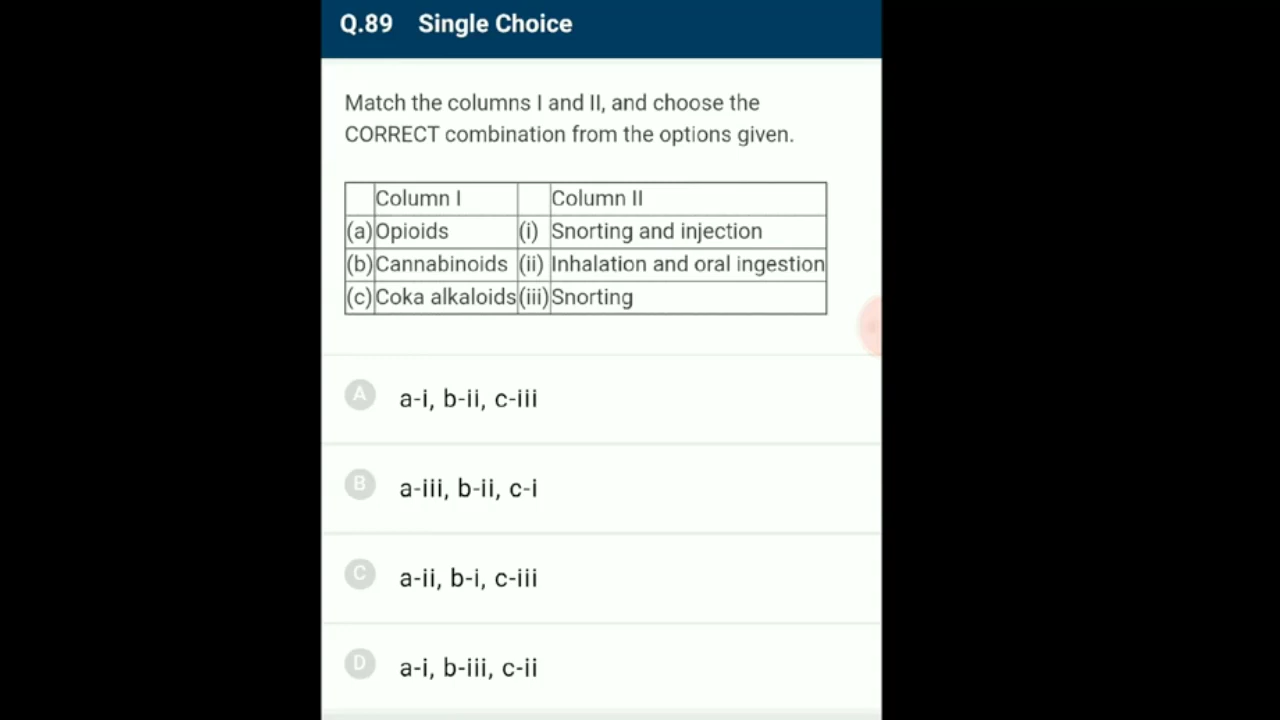 Q.89 Single Choice
Match the columns I and II, and choose the
CORRECT combination from the options given.
Column I Column II
(a) Opioids (i) Snorting and injection
(b) Cannabinoids (ii) Inhalation and oral ingestion
(c) Coka alkaloids (iii) Snorting
A a-i, b-ii, c-iii
B a-iii, b-ii, c-i
C a-ii, b-i, c-iii
D a-i, b-iii, c-ii